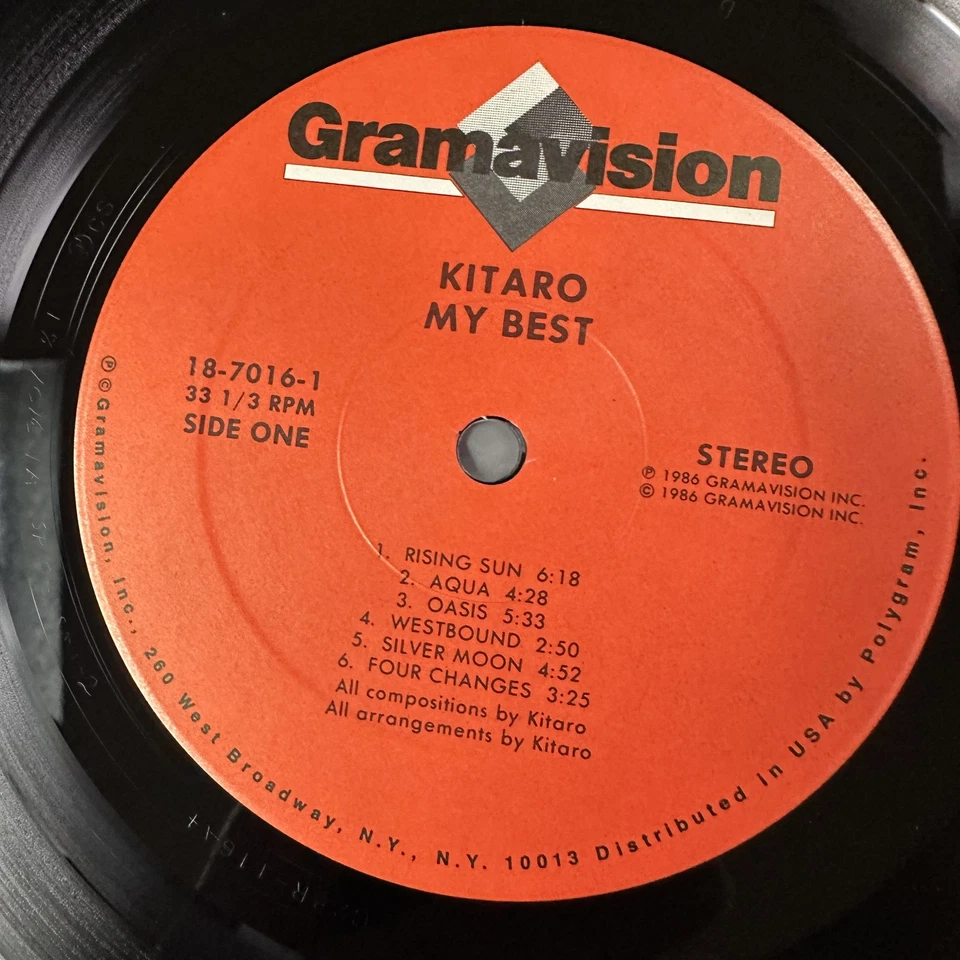 Gramavision
KITARO
MY BEST
18-7016-1
33 1/3 RPM
SIDE ONE
STEREO
℗ 1986 GRAMAVISION INC.
© 1986 GRAMAVISION INC.
1. RISING SUN 6:18
2. AQUA 4:28
3. OASIS 5:33
4. WESTBOUND 2:50
5. SILVER MOON 4:52
6. FOUR CHANGES 3:25
All compositions by Kitaro
All arrangements by Kitaro
℗ © Gramavision, Inc., 260 West Broadway, N.Y., N.Y. 10013 Distributed in USA by Polygram, Inc.